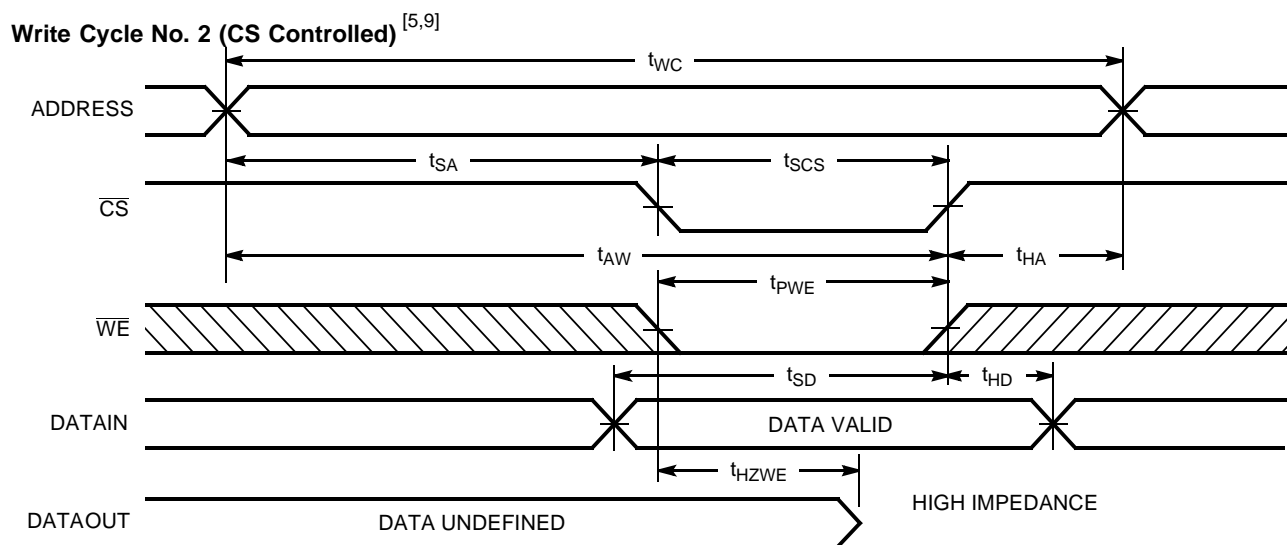 Write Cycle No. 2 (CS Controlled) [5,9]
tWC
ADDRESS
tSA
tSCS
CS
tAW
tHA
tPWE
WE
tSD
tHD
DATAIN
DATA VALID
tHZWE
HIGH IMPEDANCE
DATAOUT
DATA UNDEFINED